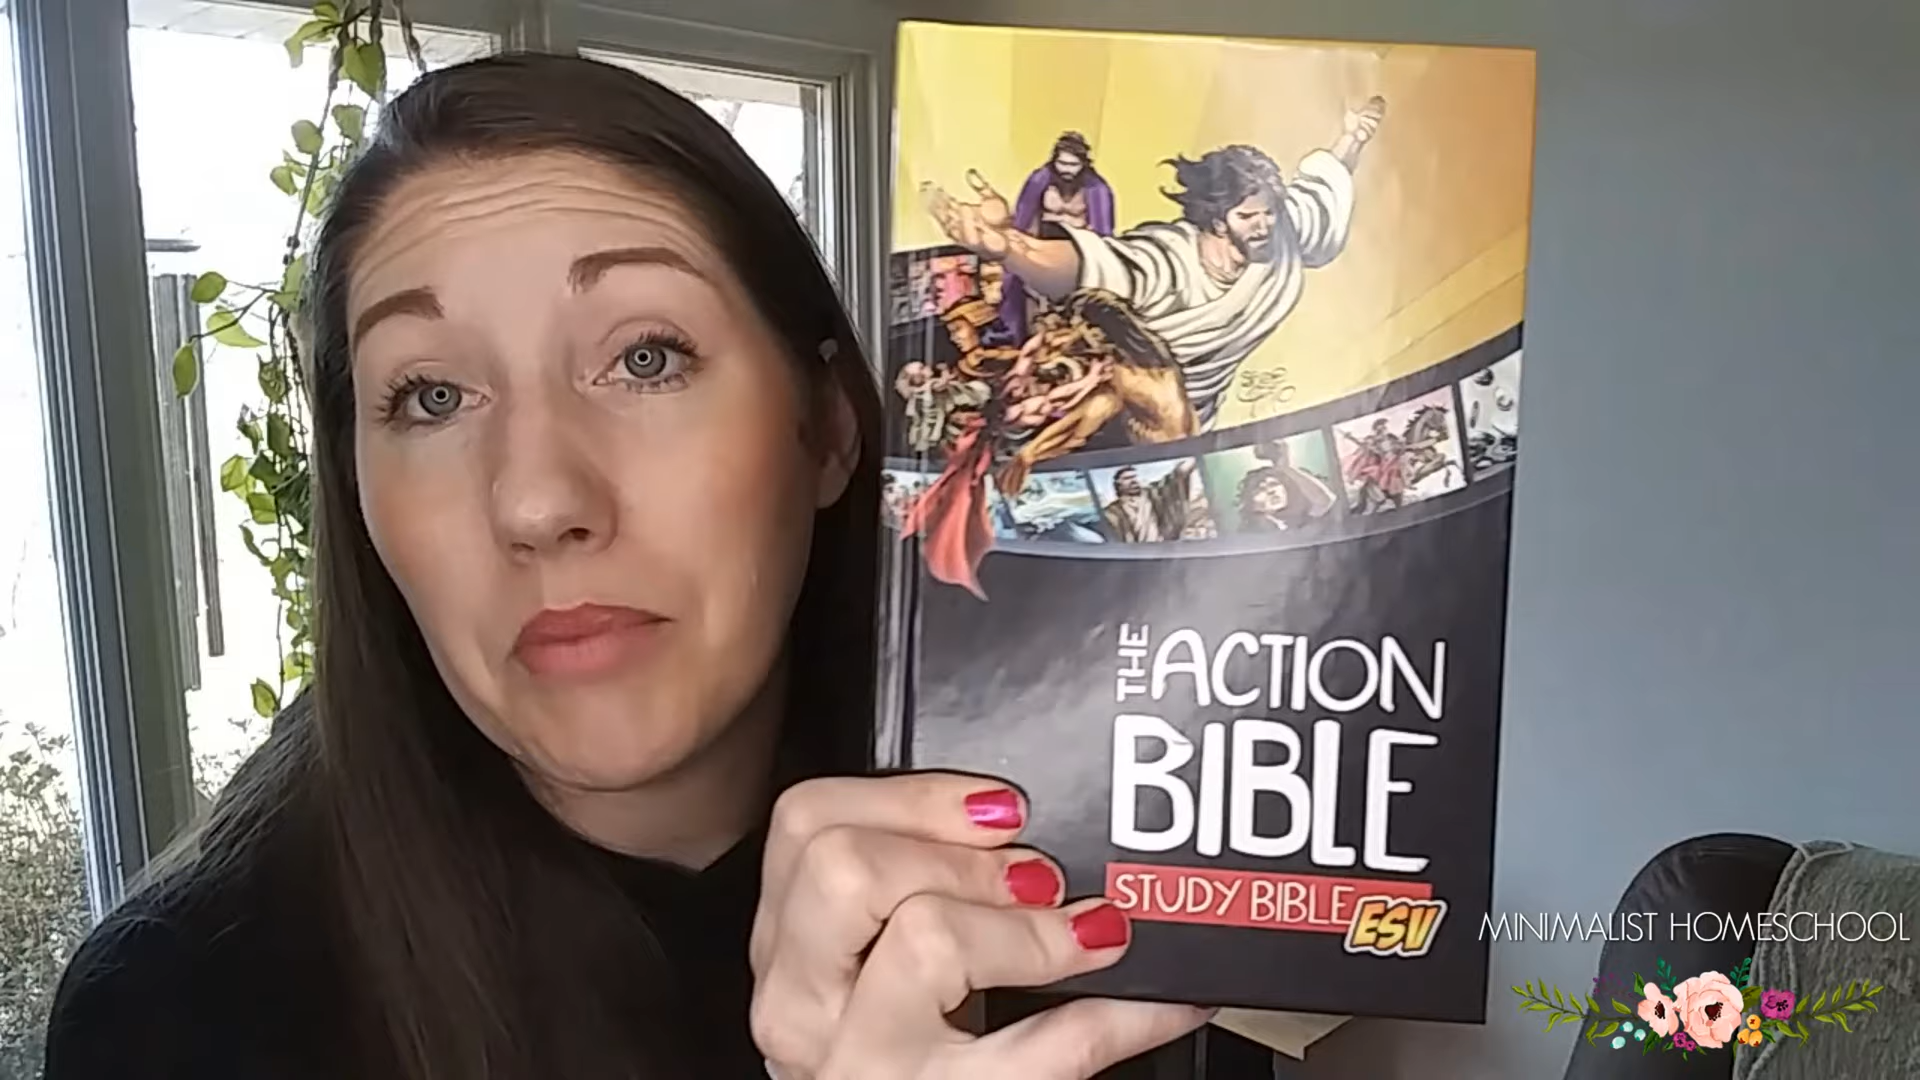 THE ACTION
BIBLE
STUDY BIBLE ESV
MINIMALIST HOMESCHOOL